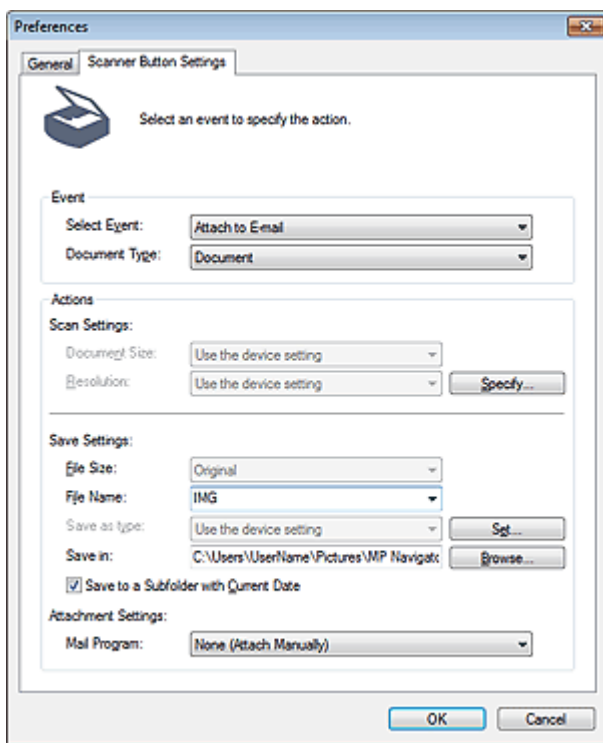 Preferences
General Scanner Button Settings
Select an event to specify the action.
Event
Select Event: Attach to E-mail
Document Type: Document
Actions
Scan Settings:
Document Size: Use the device setting
Resolution: Use the device setting Specify...
Save Settings:
File Size: Original
File Name: IMG
Save as type: Use the device setting Set...
Save in: C:\Users\UserName\Pictures\MP Navigato Browse...
Save to a Subfolder with Current Date
Attachment Settings:
Mail Program: None (Attach Manually)
OK Cancel